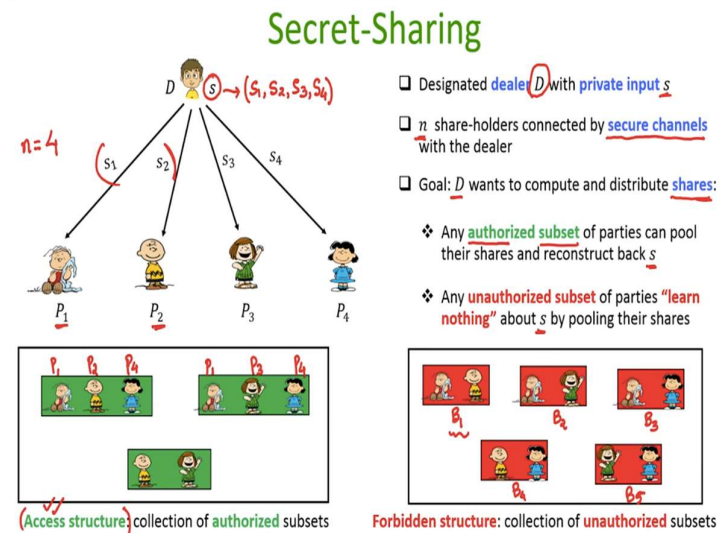 Secret-Sharing
D s → (S1, S2, S3, S4)
n=4
S1 S2 S3 S4
P1 P2 P3 P4
❑ Designated dealer D with private input s
❑ n share-holders connected by secure channels
with the dealer
❑ Goal: D wants to compute and distribute shares:
❖ Any authorized subset of parties can pool
their shares and reconstruct back s
❖ Any unauthorized subset of parties “learn
nothing” about s by pooling their shares
P1 P2 P4 P1 P3 P4
(Access structure: collection of authorized subsets
B1 B2 B3
B4 B5
Forbidden structure: collection of unauthorized subsets